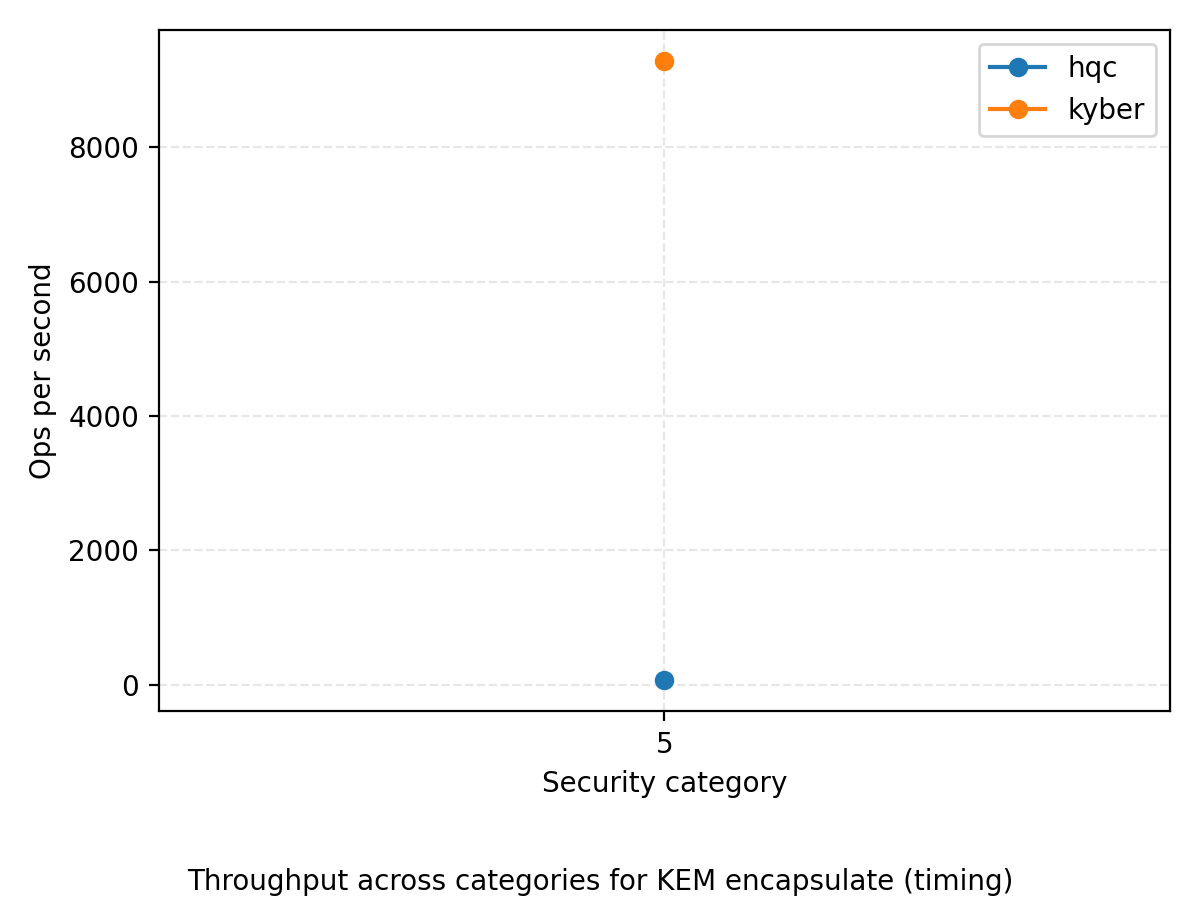 hqc
kyber
8000
6000
4000
2000
0
Ops per second
5
Security category
Throughput across categories for KEM encapsulate (timing)